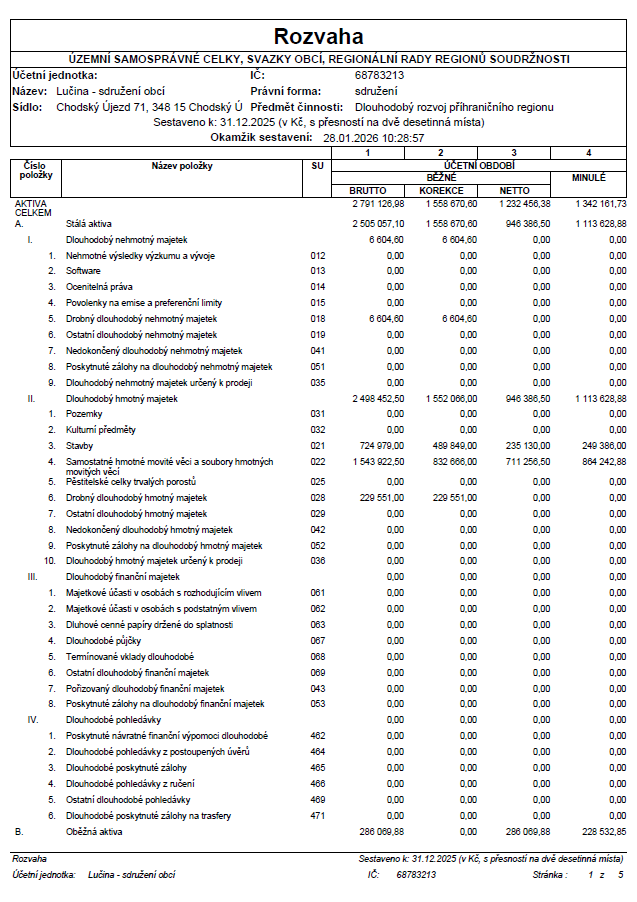 Rozvaha
ÚZEMNÍ SAMOSPRÁVNÉ CELKY, SVAZKY OBCÍ, REGIONÁLNÍ RADY REGIONŮ SOUDRŽNOSTI
Účetní jednotka: IČ: 68783213
Název: Lučina - sdružení obcí Právní forma: sdružení
Sídlo: Chodský Újezd 71, 348 15 Chodský Ú Předmět činnosti: Dlouhodobý rozvoj příhraničního regionu
Sestaveno k: 31.12.2025 (v Kč, s přesností na dvě desetinná místa)
Okamžik sestavení: 28.01.2026 10:28:57
1 2 3 4
Číslo položky Název položky SU ÚČETNÍ OBDOBÍ
BĚŽNÉ MINULÉ
BRUTTO KOREKCE NETTO
AKTIVA CELKEM 2 791 126,98 1 558 670,60 1 232 456,38 1 342 161,73
A. Stálá aktiva 2 505 057,10 1 558 670,60 946 386,50 1 113 628,88
I. Dlouhodobý nehmotný majetek 6 604,60 6 604,60 0,00 0,00
1. Nehmotné výsledky výzkumu a vývoje 012 0,00 0,00 0,00 0,00
2. Software 013 0,00 0,00 0,00 0,00
3. Ocenitelná práva 014 0,00 0,00 0,00 0,00
4. Povolenky na emise a preferenční limity 015 0,00 0,00 0,00 0,00
5. Drobný dlouhodobý nehmotný majetek 018 6 604,60 6 604,60 0,00 0,00
6. Ostatní dlouhodobý nehmotný majetek 019 0,00 0,00 0,00 0,00
7. Nedokončený dlouhodobý nehmotný majetek 041 0,00 0,00 0,00 0,00
8. Poskytnuté zálohy na dlouhodobý nehmotný majetek 051 0,00 0,00 0,00 0,00
9. Dlouhodobý nehmotný majetek určený k prodeji 035 0,00 0,00 0,00 0,00
II. Dlouhodobý hmotný majetek 2 498 452,50 1 552 066,00 946 386,50 1 113 628,88
1. Pozemky 031 0,00 0,00 0,00 0,00
2. Kulturní předměty 032 0,00 0,00 0,00 0,00
3. Stavby 021 724 979,00 489 849,00 235 130,00 249 386,00
4. Samostatné hmotné movité věci a soubory hmotných 022 1 543 922,50 832 666,00 711 256,50 864 242,88
movitých věcí
5. Pěstitelské celky trvalých porostů 025 0,00 0,00 0,00 0,00
6. Drobný dlouhodobý hmotný majetek 028 229 551,00 229 551,00 0,00 0,00
7. Ostatní dlouhodobý hmotný majetek 029 0,00 0,00 0,00 0,00
8. Nedokončený dlouhodobý hmotný majetek 042 0,00 0,00 0,00 0,00
9. Poskytnuté zálohy na dlouhodobý hmotný majetek 052 0,00 0,00 0,00 0,00
10. Dlouhodobý hmotný majetek určený k prodeji 036 0,00 0,00 0,00 0,00
III. Dlouhodobý finanční majetek 0,00 0,00 0,00 0,00
1. Majetkové účasti v osobách s rozhodujícím vlivem 061 0,00 0,00 0,00 0,00
2. Majetkové účasti v osobách s podstatným vlivem 062 0,00 0,00 0,00 0,00
3. Dluhové cenné papíry držené do splatnosti 063 0,00 0,00 0,00 0,00
4. Dlouhodobé půjčky 067 0,00 0,00 0,00 0,00
5. Termínované vklady dlouhodobé 068 0,00 0,00 0,00 0,00
6. Ostatní dlouhodobý finanční majetek 069 0,00 0,00 0,00 0,00
7. Pořizovaný dlouhodobý finanční majetek 043 0,00 0,00 0,00 0,00
8. Poskytnuté zálohy na dlouhodobý finanční majetek 053 0,00 0,00 0,00 0,00
IV. Dlouhodobé pohledávky 0,00 0,00 0,00 0,00
1. Poskytnuté návratné finanční výpomoci dlouhodobé 462 0,00 0,00 0,00 0,00
2. Dlouhodobé pohledávky z postoupených úvěrů 464 0,00 0,00 0,00 0,00
3. Dlouhodobé poskytnuté zálohy 465 0,00 0,00 0,00 0,00
4. Dlouhodobé pohledávky z ručení 466 0,00 0,00 0,00 0,00
5. Ostatní dlouhodobé pohledávky 469 0,00 0,00 0,00 0,00
6. Dlouhodobé poskytnuté zálohy na trasfery 471 0,00 0,00 0,00 0,00
B. Oběžná aktiva 286 069,88 0,00 286 069,88 228 532,85
Rozvaha Sestaveno k: 31.12.2025 (v Kč, s přesností na dvě desetinná místa)
Účetní jednotka: Lučina - sdružení obcí IČ: 68783213 Stránka : 1 z 5